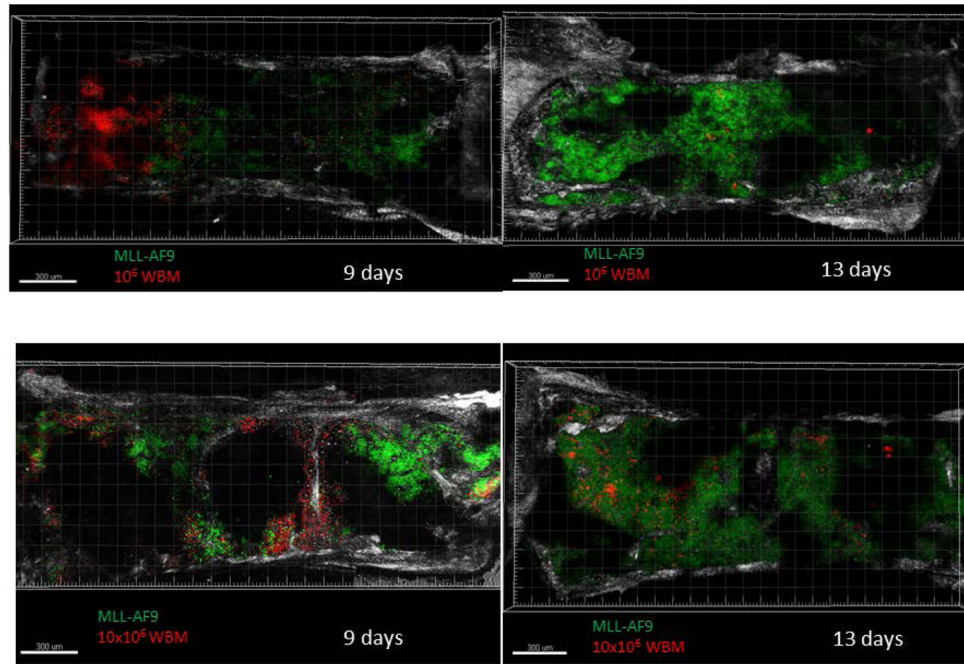 MLL-AF9
10⁶ WBM
300 um
9 days
MLL-AF9
10⁶ WBM
300 um
13 days
MLL-AF9
10x10⁶ WBM
300 um
9 days
MLL-AF9
10x10⁶ WBM
300 um
13 days